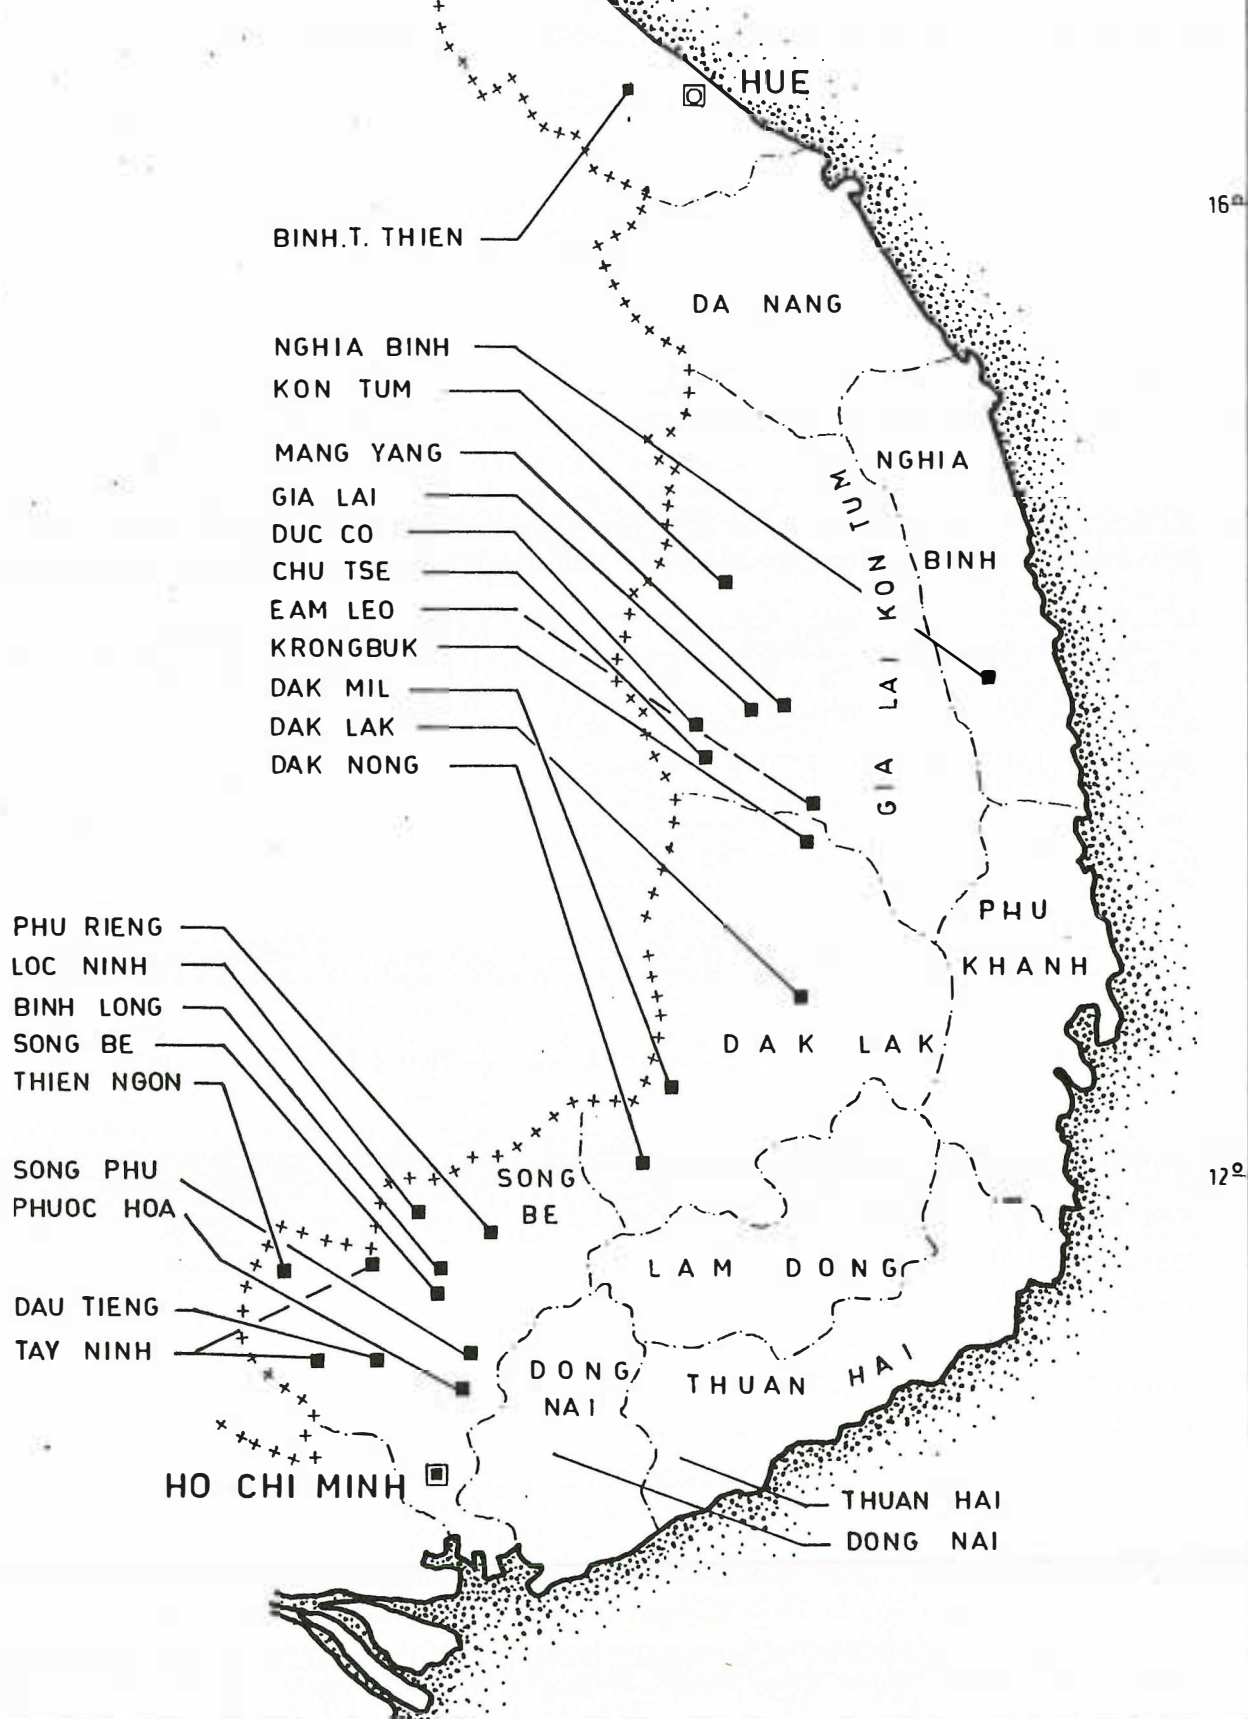 HUE
16º
BINH.T. THIEN
DA NANG
NGHIA BINH
KON TUM
MANG YANG
GIA LAI
DUC CO
CHU TSE
EAM LEO
KRONGBUK
DAK MIL
DAK LAK
DAK NONG
NGHIA
BINH
GIA LAI KON TUM
PHU
KHANH
DAK LAK
PHU RIENG
LOC NINH
BINH LONG
SONG BE
THIEN NGON
SONG PHU
PHUOC HOA
DAU TIENG
TAY NINH
SONG
BE
12º
LAM DONG
DONG
NAI
THUAN HAI
HO CHI MINH
THUAN HAI
DONG NAI